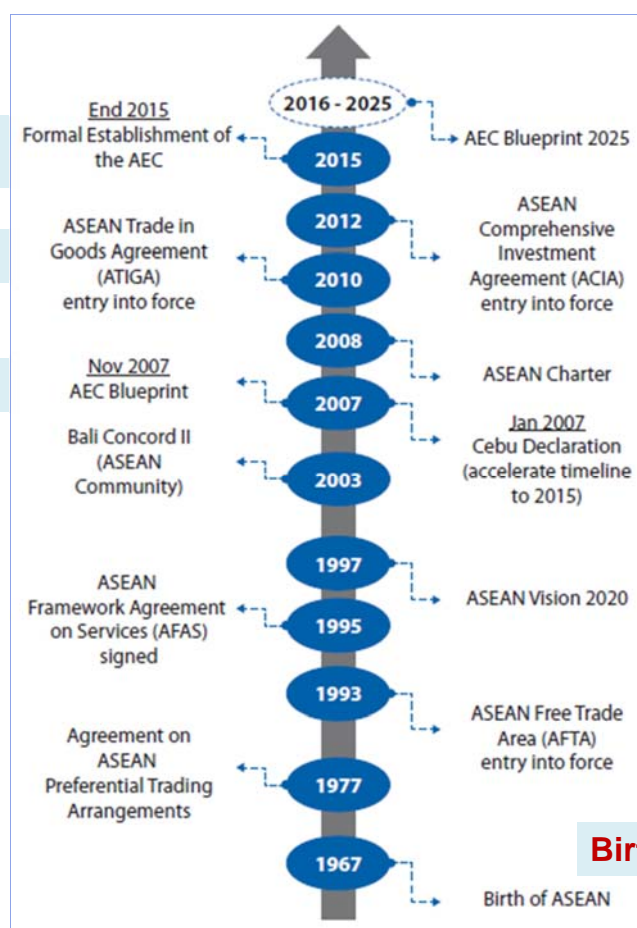 2016 - 2025
End 2015
Formal Establishment of
the AEC
2015
AEC Blueprint 2025
2012
ASEAN
Comprehensive
Investment
Agreement (ACIA)
entry into force
ASEAN Trade in
Goods Agreement
(ATIGA)
entry into force
2010
2008
ASEAN Charter
Nov 2007
AEC Blueprint
2007
Jan 2007
Cebu Declaration
(accelerate timeline
to 2015)
Bali Concord II
(ASEAN
Community)
2003
1997
ASEAN Vision 2020
ASEAN
Framework Agreement
on Services (AFAS)
signed
1995
1993
ASEAN Free Trade
Area (AFTA)
entry into force
Agreement on
ASEAN
Preferential Trading
Arrangements
1977
1967
Birth of ASEAN